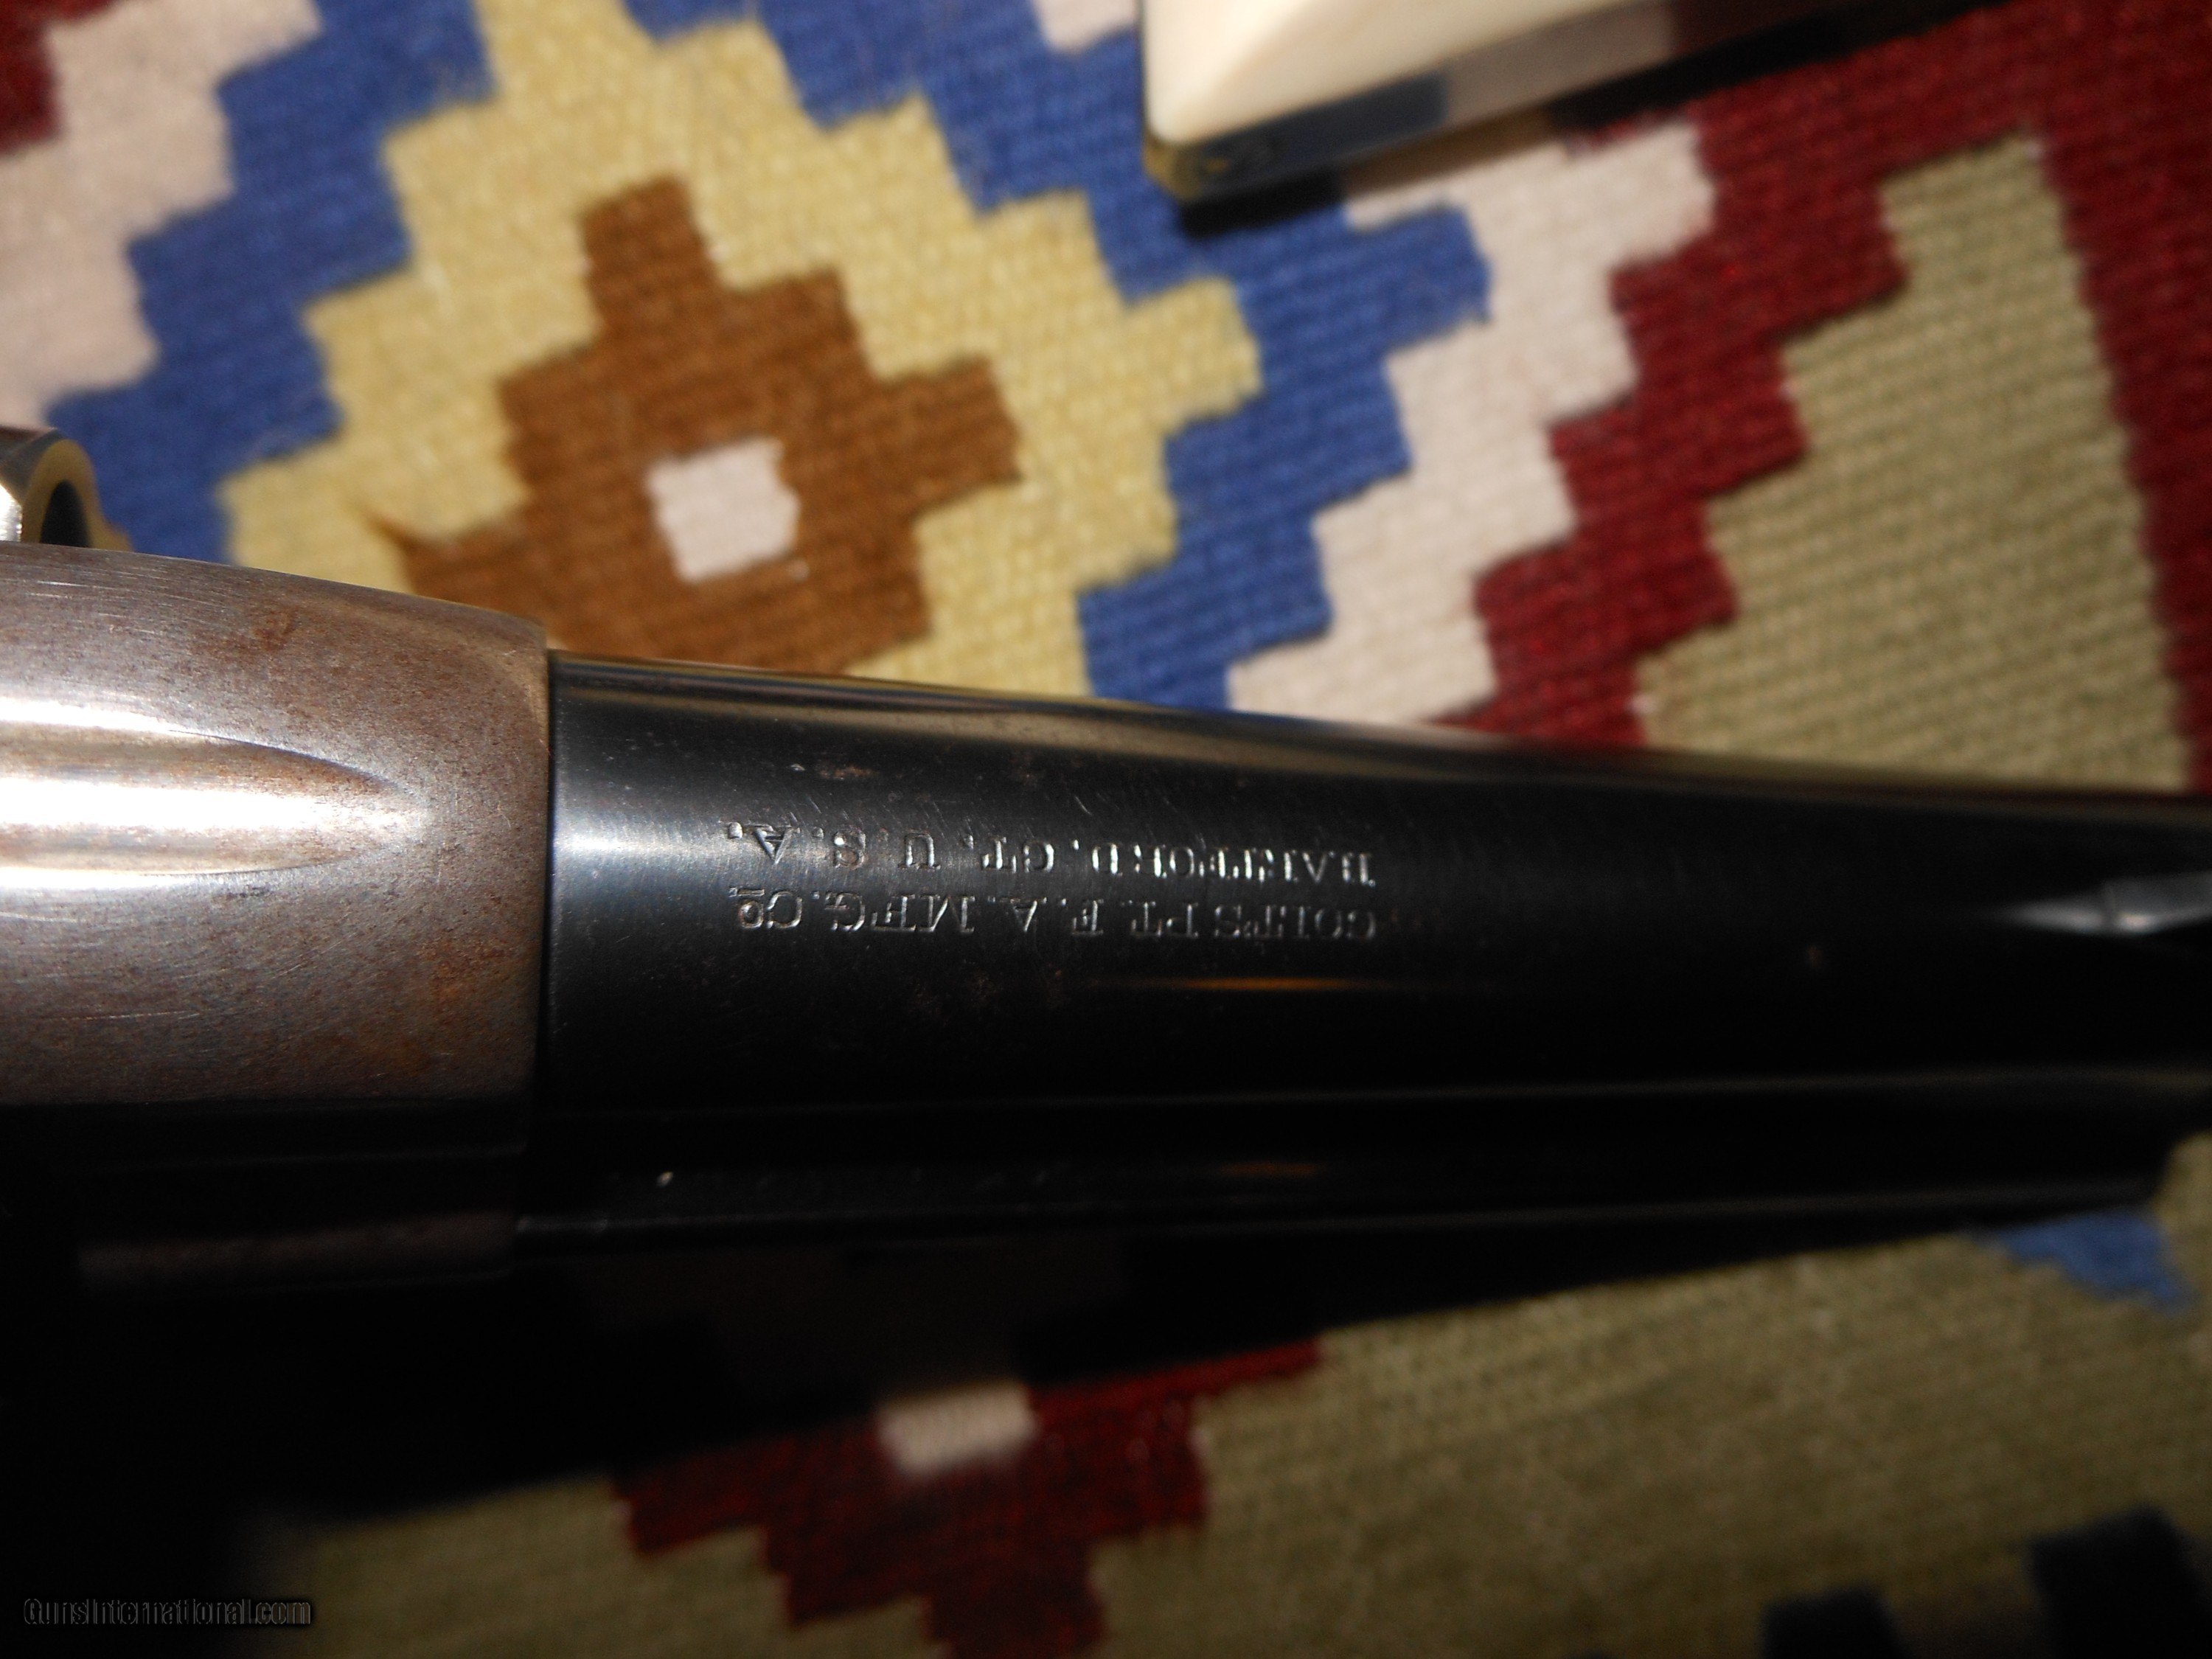 COLT'S PT. F. A. MFG. Co
HARTFORD. CT. U. S. A.
GunsInternational.com